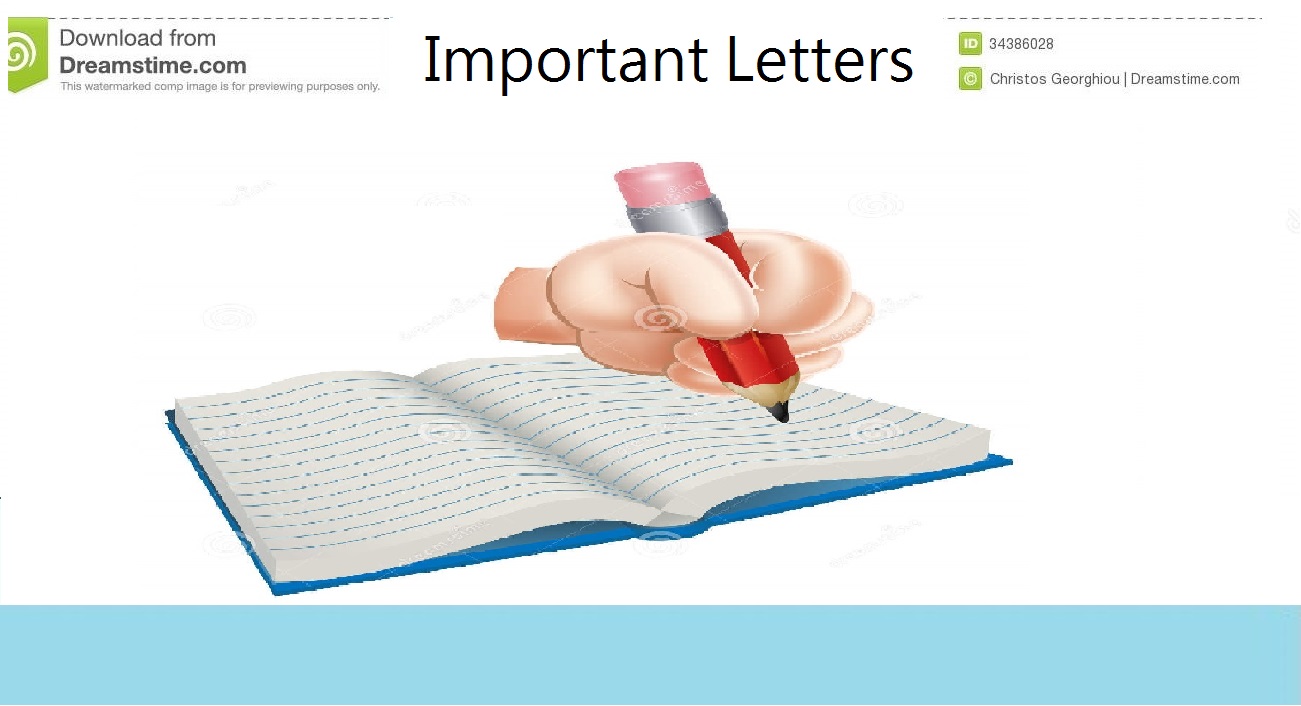 Download from
Dreamstime.com
This watermarked comp image is for previewing purposes only.
Important Letters
ID 34386028
© Christos Georghiou | Dreamstime.com